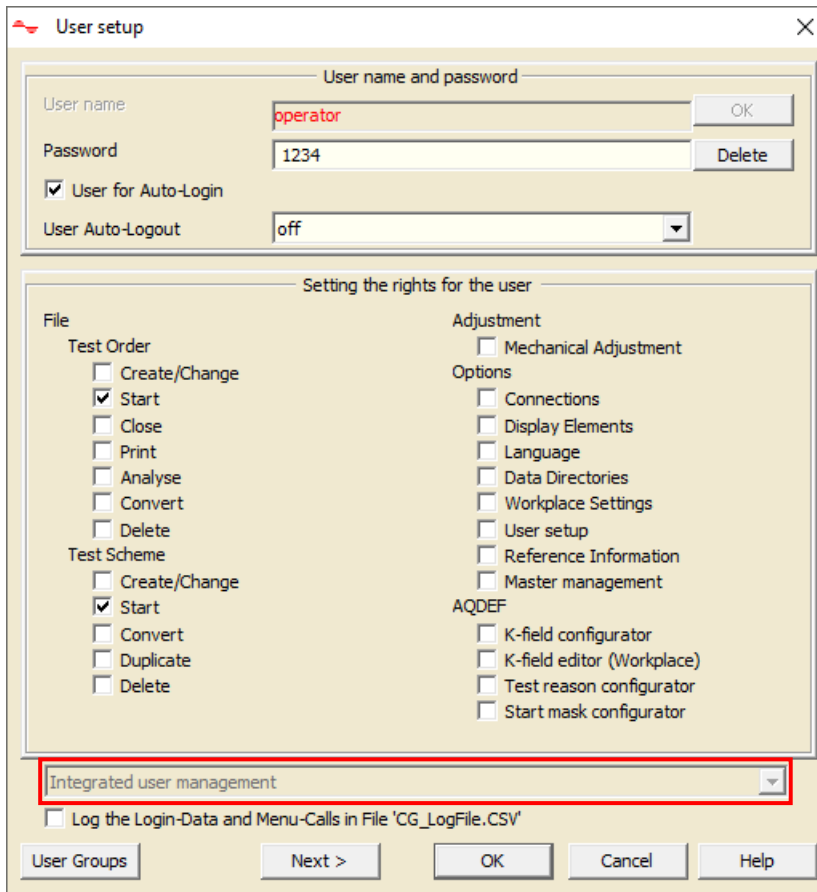 User setup
User name and password
User name
operator
OK
Password
1234
Delete
User for Auto-Login
User Auto-Logout
off
Setting the rights for the user
File
Test Order
Create/Change
Start
Close
Print
Analyse
Convert
Delete
Test Scheme
Create/Change
Start
Convert
Duplicate
Delete
Adjustment
Mechanical Adjustment
Options
Connections
Display Elements
Language
Data Directories
Workplace Settings
User setup
Reference Information
Master management
AQDEF
K-field configurator
K-field editor (Workplace)
Test reason configurator
Start mask configurator
Integrated user management
Log the Login-Data and Menu-Calls in File 'CG_LogFile.CSV'
User Groups
Next >
OK
Cancel
Help